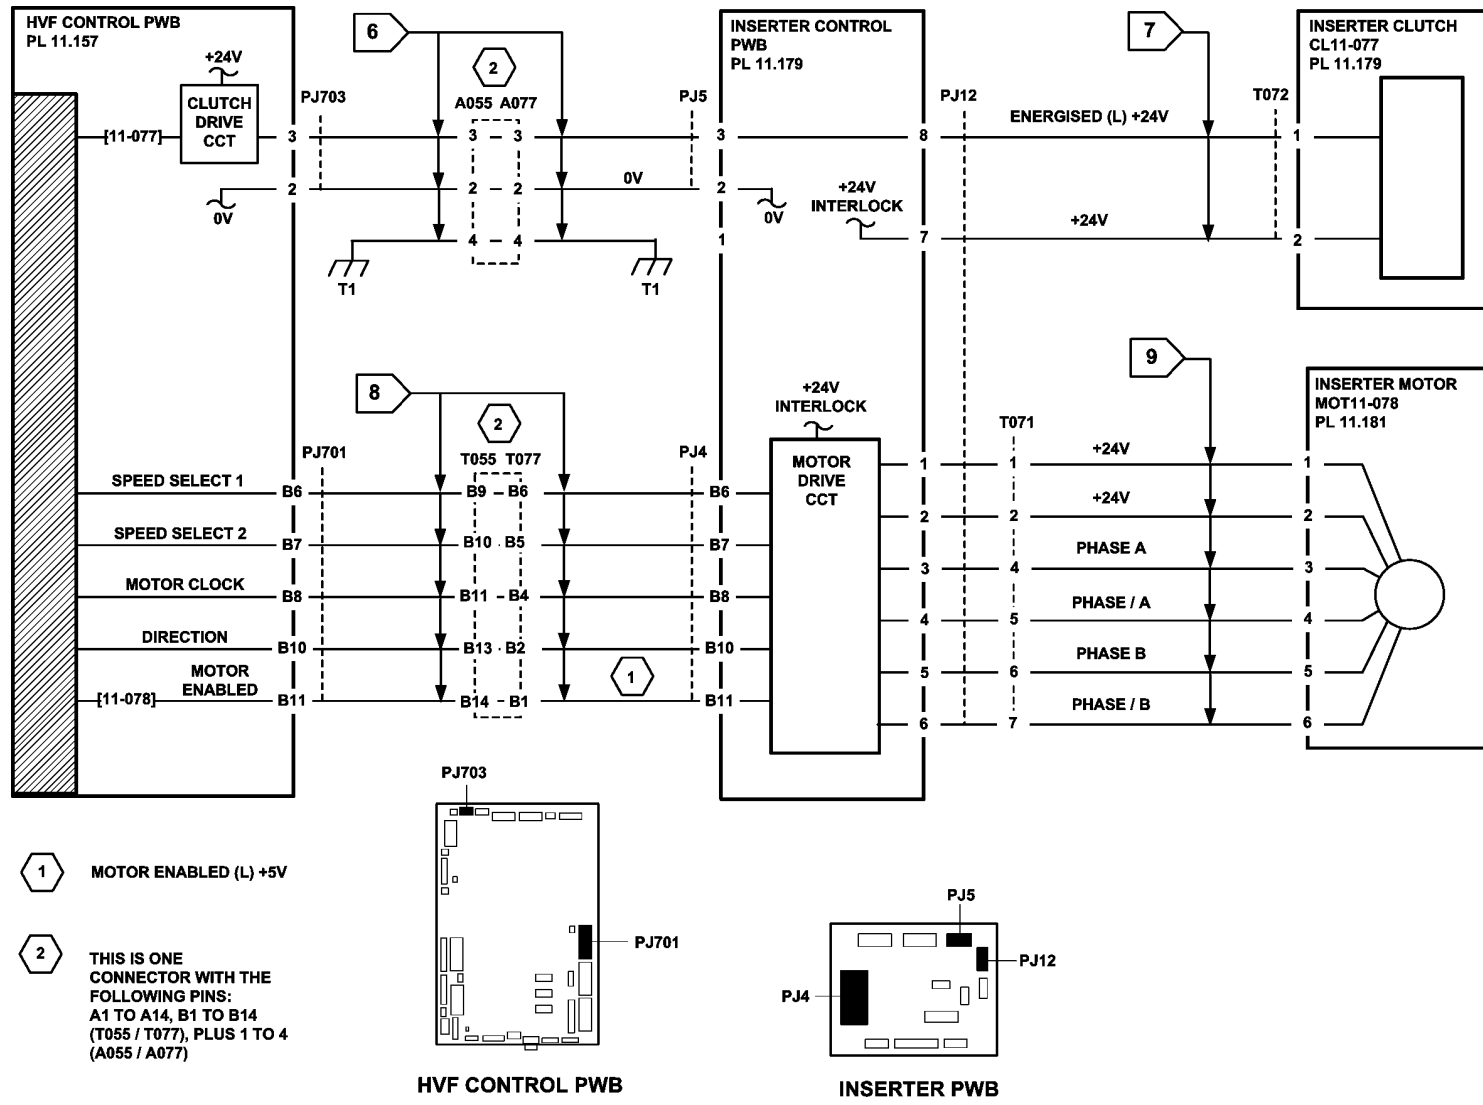 HVF CONTROL PWB
PL 11.157
+24V
CLUTCH
DRIVE
CCT
[11-077]
3
PJ703
2
0V
6
2
A055 A077
3 - 3
2 - 2
4 - 4
T1
T1
0V
PJ5
INSERTER CONTROL
PWB
PL 11.179
3
2
1
0V
+24V
INTERLOCK
8
7
PJ12
7
ENERGISED (L) +24V
+24V
T072
INSERTER CLUTCH
CL11-077
PL 11.179
1
2
8
2
T055 T077
PJ701
PJ4
SPEED SELECT 1
B6
B9 - B6
B6
SPEED SELECT 2
B7
B10 - B5
B7
MOTOR CLOCK
B8
B11 - B4
B8
DIRECTION
B10
B13 - B2
B10
MOTOR
ENABLED
[11-078]
B11
B14 - B1
1
B11
+24V
INTERLOCK
MOTOR
DRIVE
CCT
T071
9
INSERTER MOTOR
MOT11-078
PL 11.181
1
1
+24V
1
2
2
+24V
2
3
4
PHASE A
3
4
5
PHASE / A
4
5
6
PHASE B
5
6
7
PHASE / B
6
1
MOTOR ENABLED (L) +5V
2
THIS IS ONE
CONNECTOR WITH THE
FOLLOWING PINS:
A1 TO A14, B1 TO B14
(T055 / T077), PLUS 1 TO 4
(A055 / A077)
PJ703
PJ701
HVF CONTROL PWB
PJ5
PJ12
PJ4
INSERTER PWB